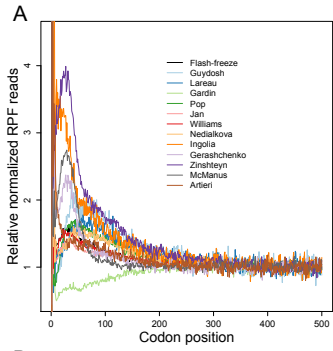 A
Relative normalized RPF reads
4
3
2
1
Flash-freeze
Guydosh
Lareau
Gardin
Pop
Jan
Williams
Nedialkova
Ingolia
Gerashchenko
Zinshteyn
McManus
Artieri
0 100 200 300 400 500
Codon position